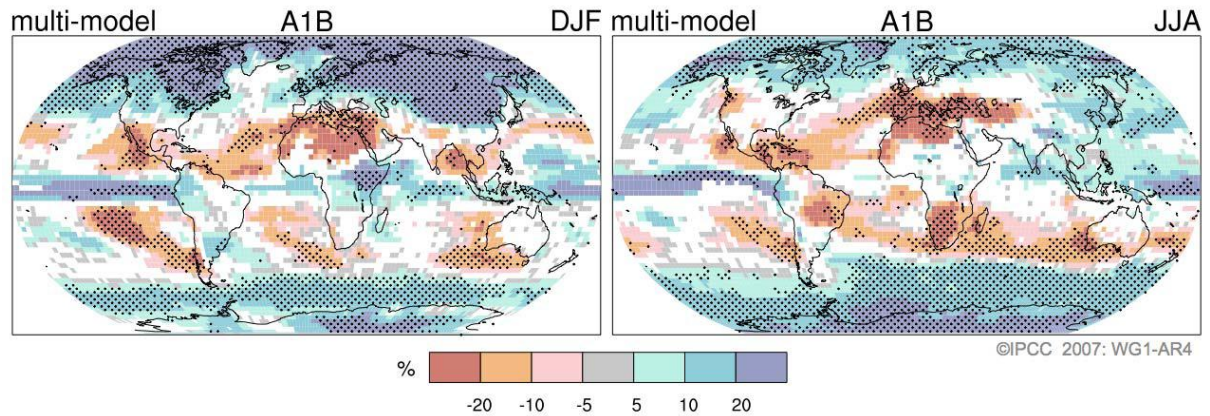 multi-model A1B DJF
multi-model A1B JJA
©IPCC 2007: WG1-AR4
%
-20 -10 -5 5 10 20